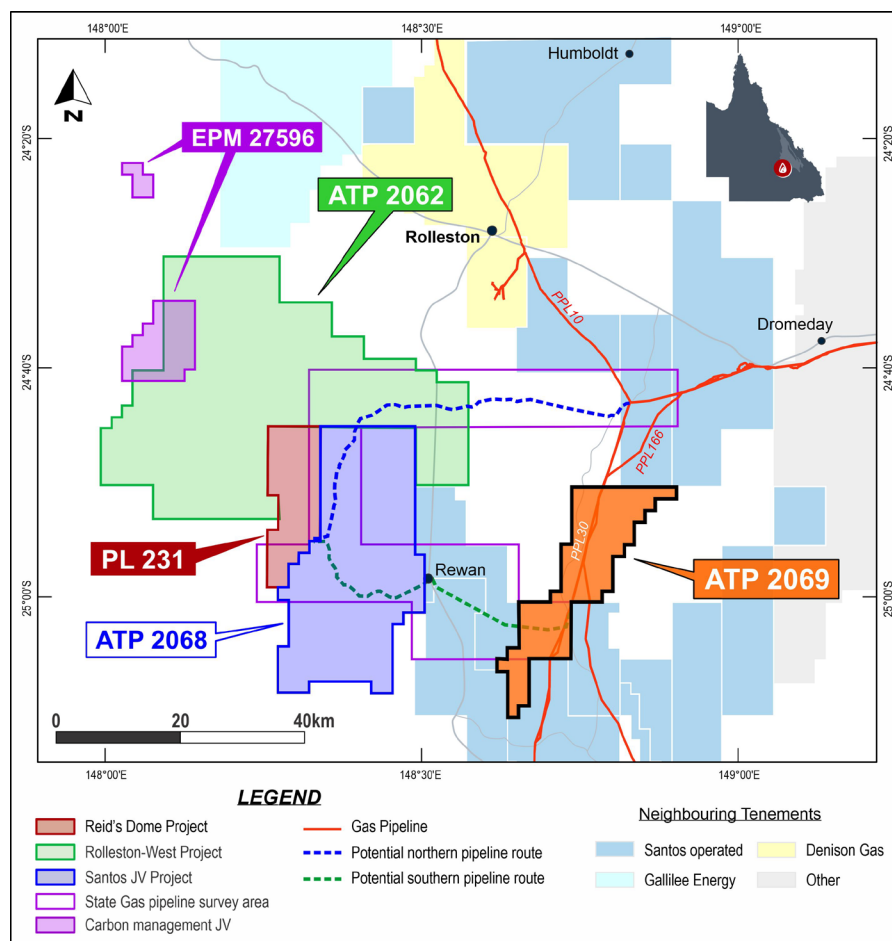 148°00'E 148°30'E 149°00'E
Humboldt
N
24°20'S 24°20'S
EPM 27596
ATP 2062
Rolleston
PPL10
Dromeday
24°40'S 24°40'S
PPL166
PL 231
PPL30
Rewan
ATP 2069
25°00'S 25°00'S
ATP 2068
0 20 40km
148°00'E 148°30'E 149°00'E
LEGEND
Reid's Dome Project
Rolleston-West Project
Santos JV Project
State Gas pipeline survey area
Carbon management JV
Gas Pipeline
Potential northern pipeline route
Potential southern pipeline route
Neighbouring Tenements
Santos operated
Gallilee Energy
Denison Gas
Other